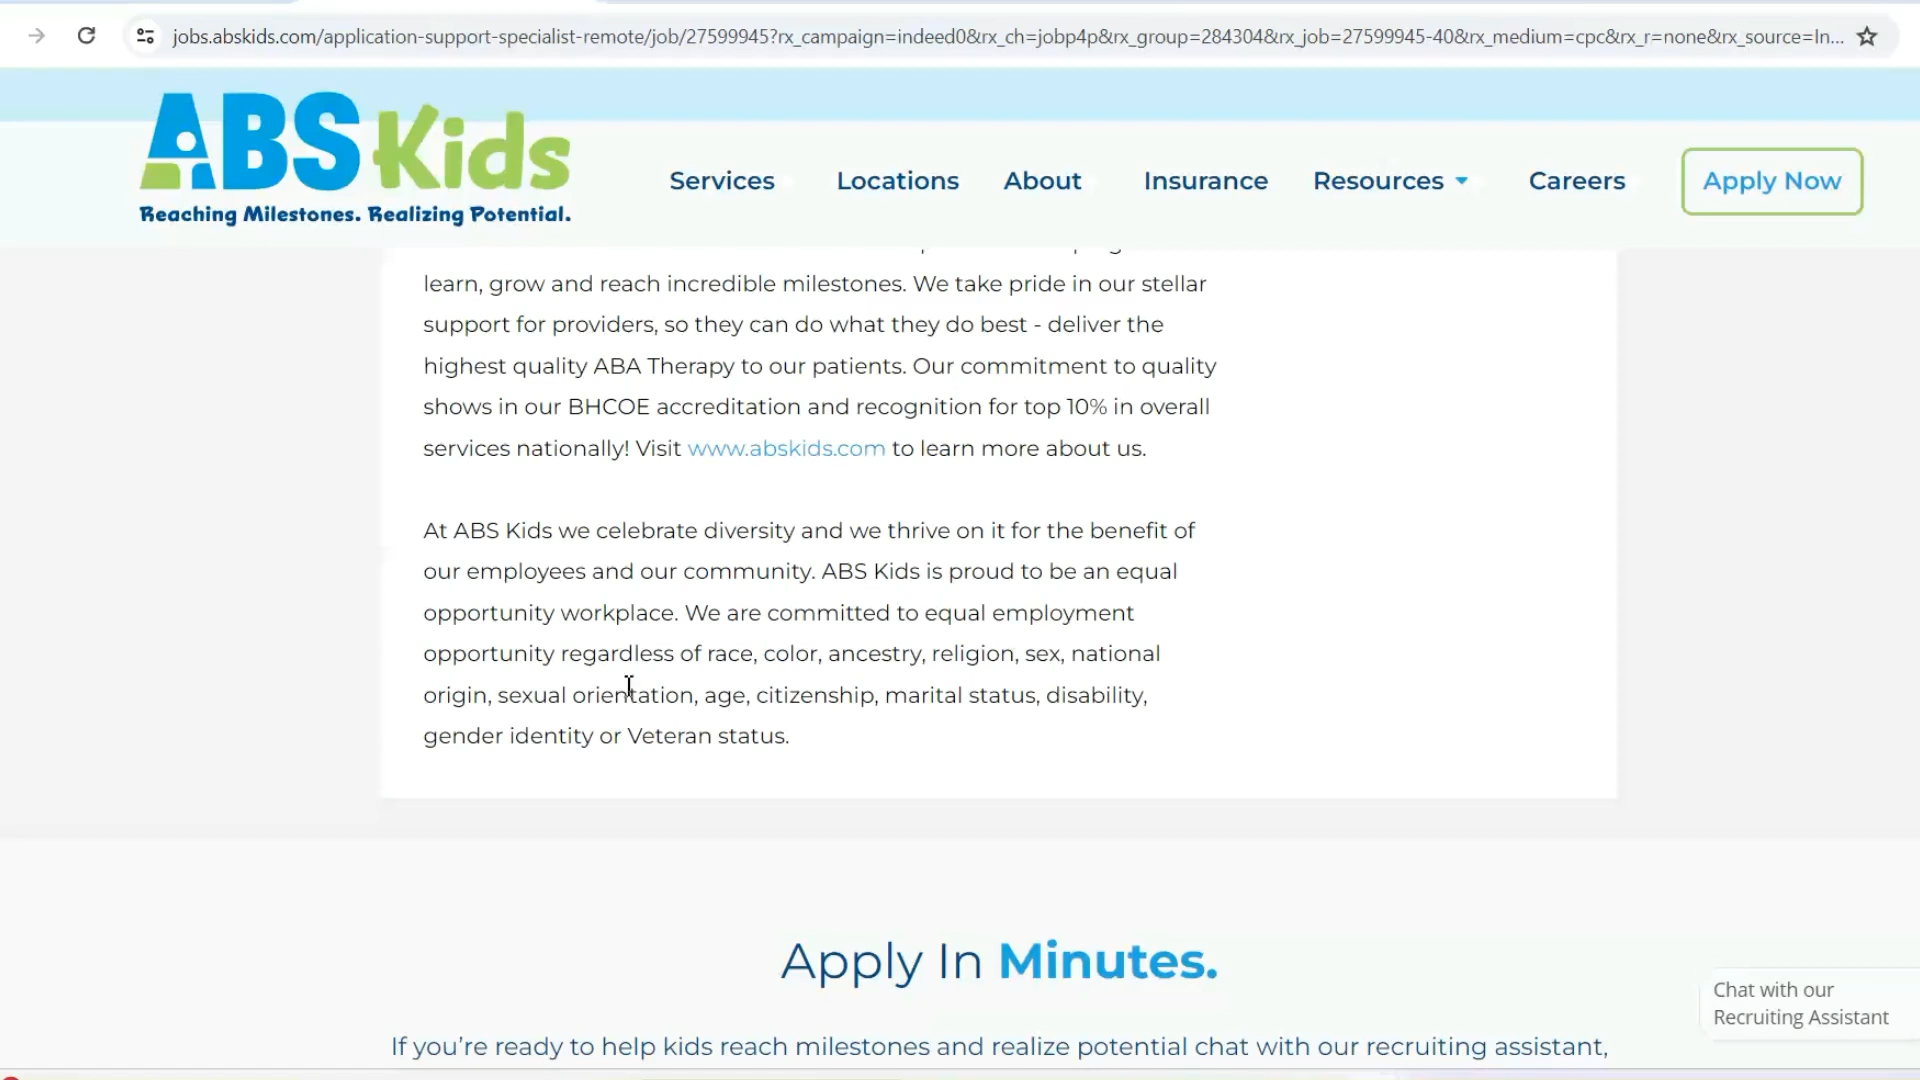 jobs.abskids.com/application-support-specialist-remote/job/27599945?rx_campaign=indeed0&rx_ch=jobp4p&rx_group=284304&rx_job=27599945-40&rx_medium=cpc&rx_r=none&rx_source=In...
ABS Kids
Reaching Milestones. Realizing Potential.
Services Locations About Insurance Resources Careers Apply Now
learn, grow and reach incredible milestones. We take pride in our stellar
support for providers, so they can do what they do best - deliver the
highest quality ABA Therapy to our patients. Our commitment to quality
shows in our BHCOE accreditation and recognition for top 10% in overall
services nationally! Visit www.abskids.com to learn more about us.
At ABS Kids we celebrate diversity and we thrive on it for the benefit of
our employees and our community. ABS Kids is proud to be an equal
opportunity workplace. We are committed to equal employment
opportunity regardless of race, color, ancestry, religion, sex, national
origin, sexual orientation, age, citizenship, marital status, disability,
gender identity or Veteran status.
Apply In Minutes.
Chat with our
Recruiting Assistant
If you’re ready to help kids reach milestones and realize potential chat with our recruiting assistant,